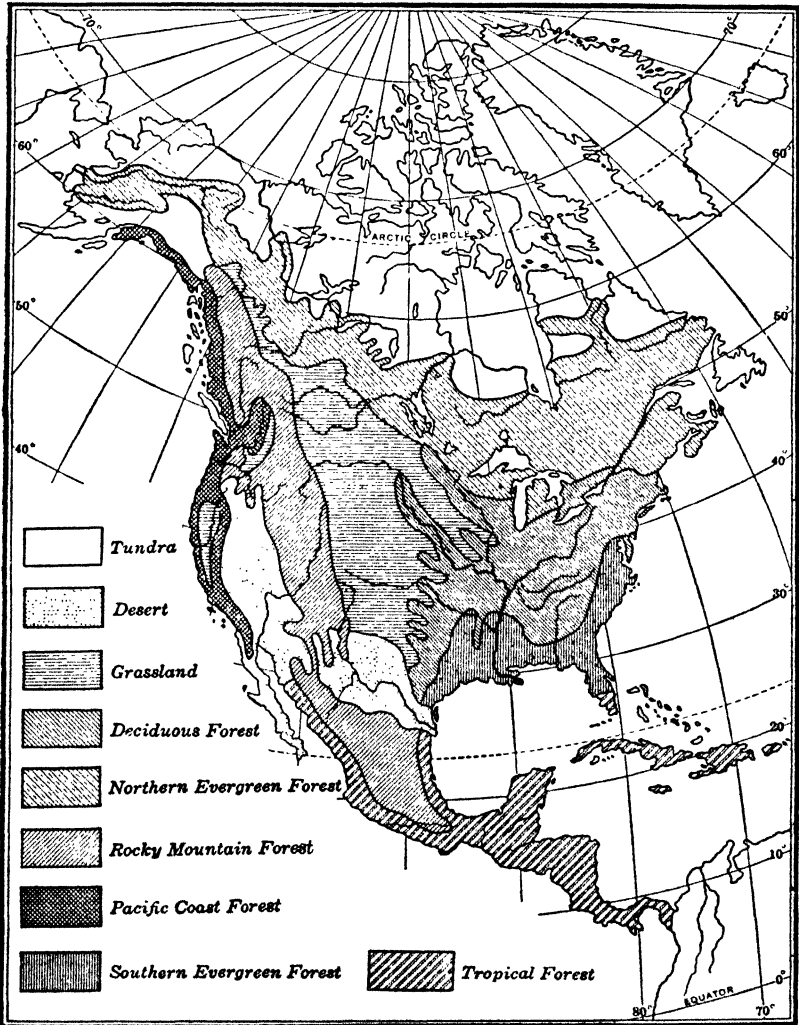 70°
70°
60°
60°
ARCTIC CIRCLE
50°
50°
40°
40°
Tundra
Desert
30°
Grassland
Deciduous Forest
20°
Northern Evergreen Forest
Rocky Mountain Forest
10°
Pacific Coast Forest
Southern Evergreen Forest
Tropical Forest
0°
EQUATOR
80°
70°